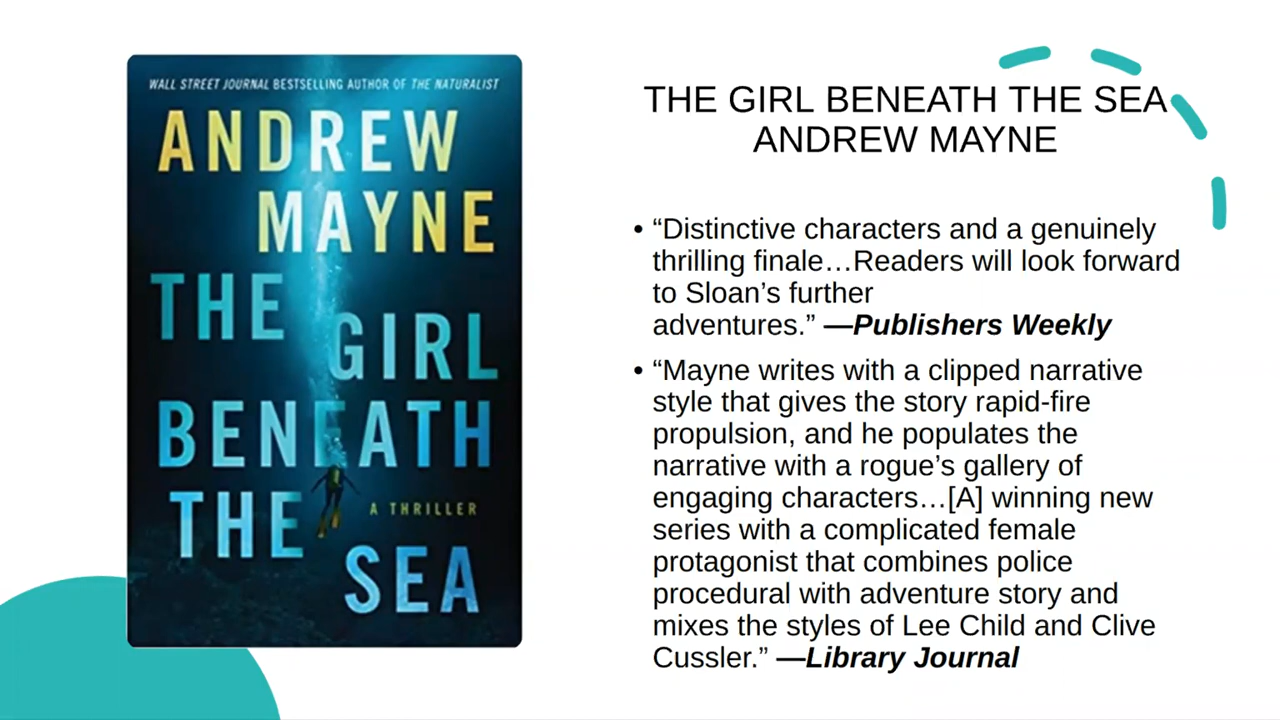 WALL STREET JOURNAL BESTSELLING AUTHOR OF THE NATURALIST
ANDREW
MAYNE
THE
GIRL
BENEATH
THE
A THRILLER
SEA
THE GIRL BENEATH THE SEA
ANDREW MAYNE
• “Distinctive characters and a genuinely
thrilling finale…Readers will look forward
to Sloan’s further
adventures.” —Publishers Weekly
• “Mayne writes with a clipped narrative
style that gives the story rapid-fire
propulsion, and he populates the
narrative with a rogue’s gallery of
engaging characters…[A] winning new
series with a complicated female
protagonist that combines police
procedural with adventure story and
mixes the styles of Lee Child and Clive
Cussler.” —Library Journal